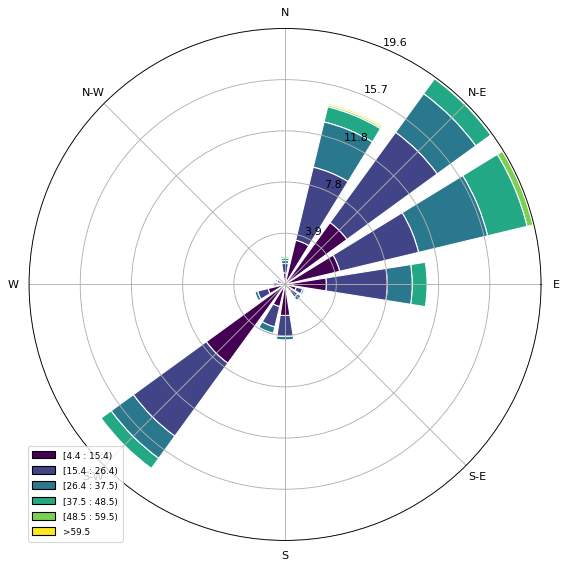 N
19.6
N-W
15.7
N-E
11.8
7.8
3.9
W
E
[4.4 : 15.4)
[15.4 : 26.4)
S-W
[26.4 : 37.5)
[37.5 : 48.5)
[48.5 : 59.5)
>59.5
S-E
S